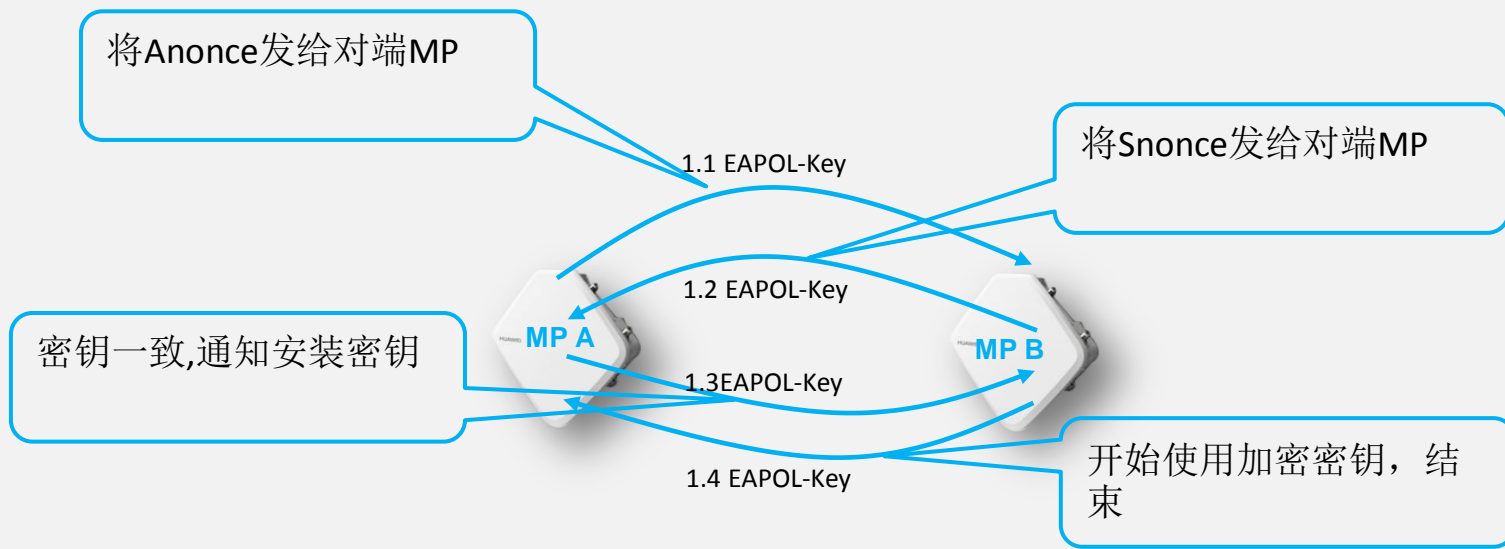 将Anonce发给对端MP
将Snonce发给对端MP
1.1 EAPOL-Key
1.2 EAPOL-Key
HUAWEI
MP A
HUAWEI
MP B
密钥一致,通知安装密钥
1.3EAPOL-Key
1.4 EAPOL-Key
开始使用加密密钥，结
束